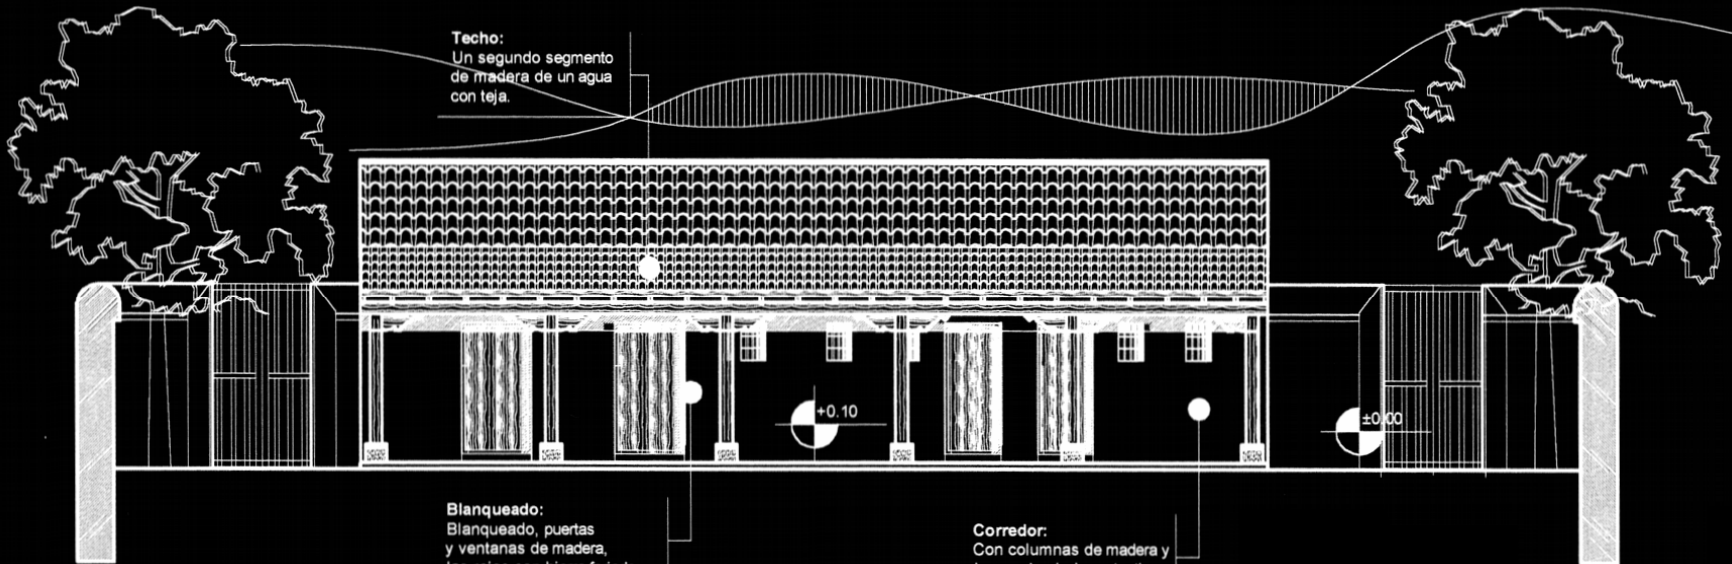 Techo:
Un segundo segmento
de madera de un agua
con teja.
+0.10
±0.00
Blanqueado:
Blanqueado, puertas
y ventanas de madera,
Corredor:
Con columnas de madera y